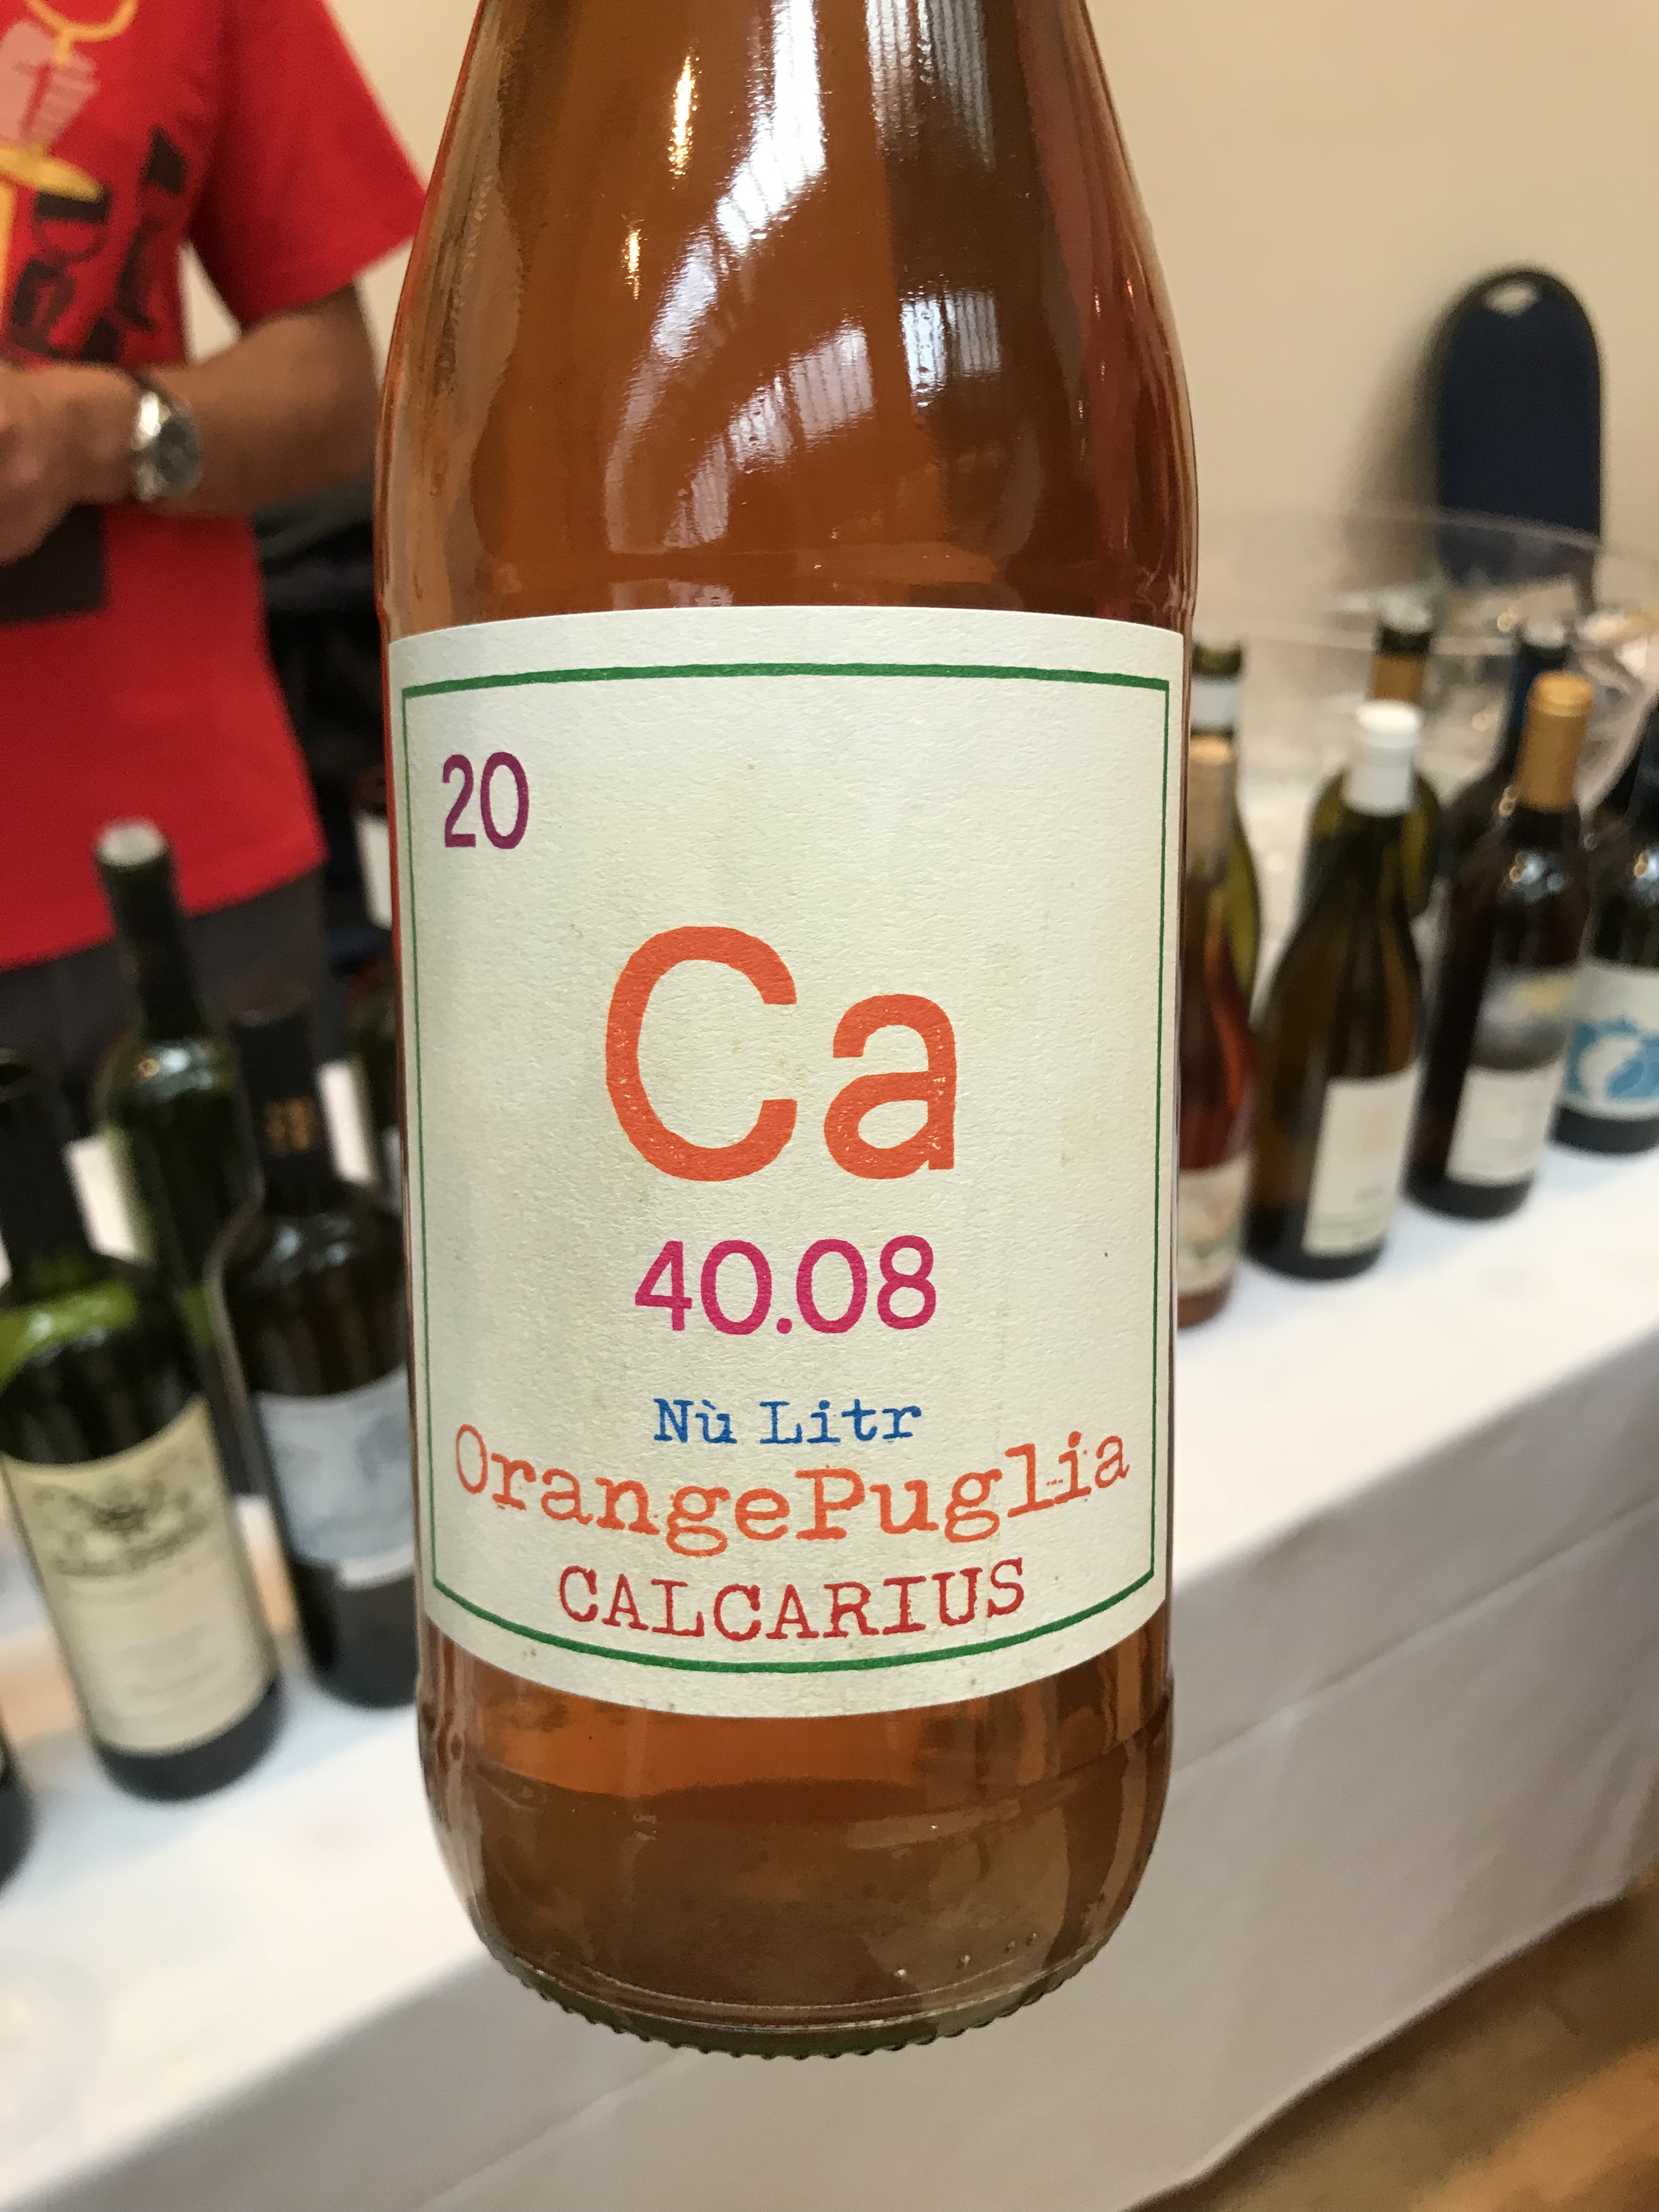 20
Ca
40.08
Nù Litr
OrangePuglia
CALCARIUS